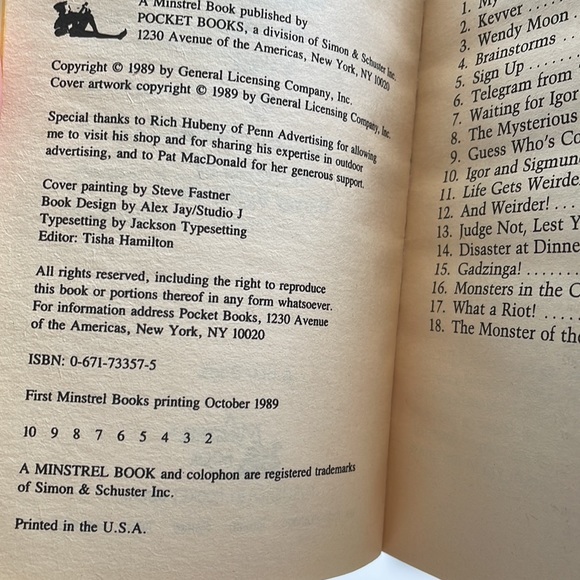 A Minstrel Book published by
POCKET BOOKS, a division of Simon & Schuster Inc.
1230 Avenue of the Americas, New York, NY 10020
Copyright © 1989 by General Licensing Company, Inc.
Cover artwork copyright © 1989 by General Licensing Company, Inc.
Special thanks to Rich Hubeny of Penn Advertising for allowing
me to visit his shop and for sharing his expertise in outdoor
advertising, and to Pat MacDonald for her generous support.
Cover painting by Steve Fastner
Book Design by Alex Jay/Studio J
Typesetting by Jackson Typesetting
Editor: Tisha Hamilton
All rights reserved, including the right to reproduce
this book or portions thereof in any form whatsoever.
For information address Pocket Books, 1230 Avenue
of the Americas, New York, NY 10020
ISBN: 0-671-73357-5
First Minstrel Books printing October 1989
10 9 8 7 6 5 4 3 2
A MINSTREL BOOK and colophon are registered trademarks
of Simon & Schuster Inc.
Printed in the U.S.A.
1. My
2. Kevver . . .
3. Wendy Moon .
4. Brainstorms . .
5. Sign Up . . . . . .
6. Telegram from
7. Waiting for Igor
8. The Mysterious
9. Guess Who's Co
10. Igor and Sigmun
11. Life Gets Weirde
12. And Weirder! . . .
13. Judge Not, Lest Y
14. Disaster at Dinne
15. Gadzinga! . . . . . .
16. Monsters in the C
17. What a Riot! . . . .
18. The Monster of the